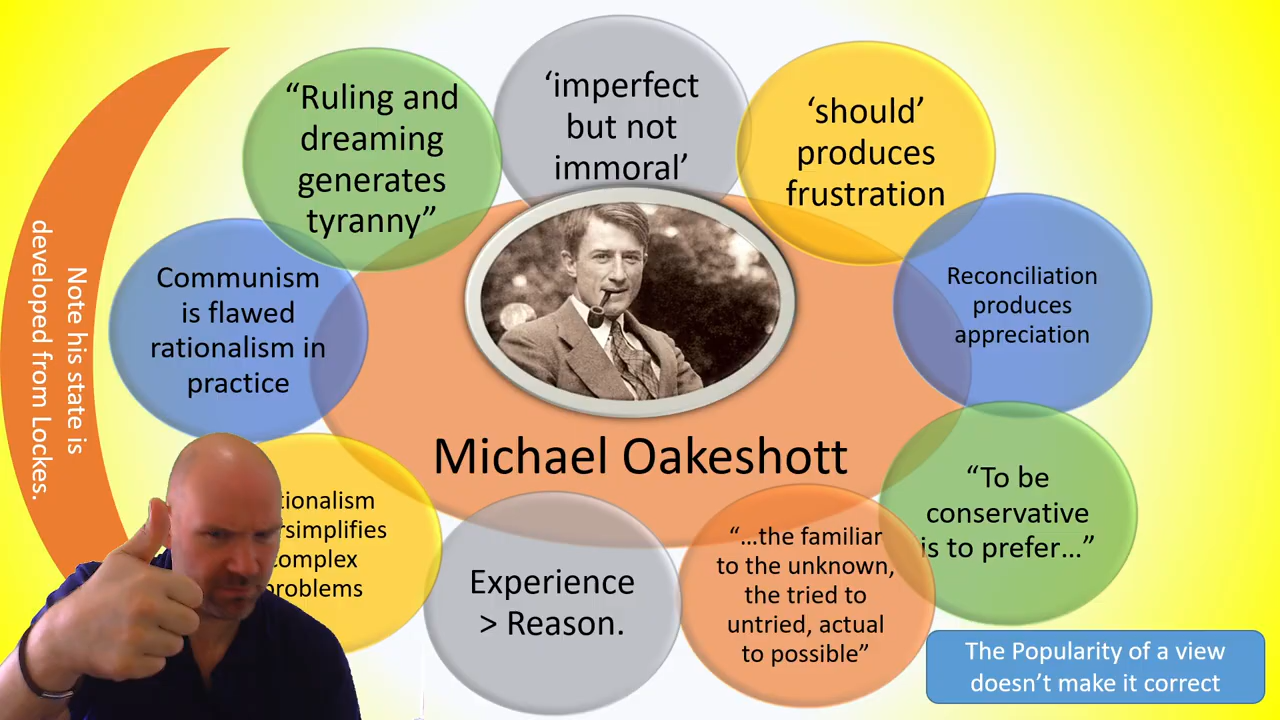 “Ruling and
dreaming
generates
tyranny”
‘imperfect
but not
immoral’
‘should’
produces
frustration
Communism
is flawed
rationalism in
practice
Reconciliation
produces
appreciation
Note his state is
developed from Lockes.
Michael Oakeshott
“To be
conservative
is to prefer…”
complex
problems
Experience
> Reason.
“…the familiar
to the unknown,
the tried to
untried, actual
to possible”
The Popularity of a view
doesn’t make it correct